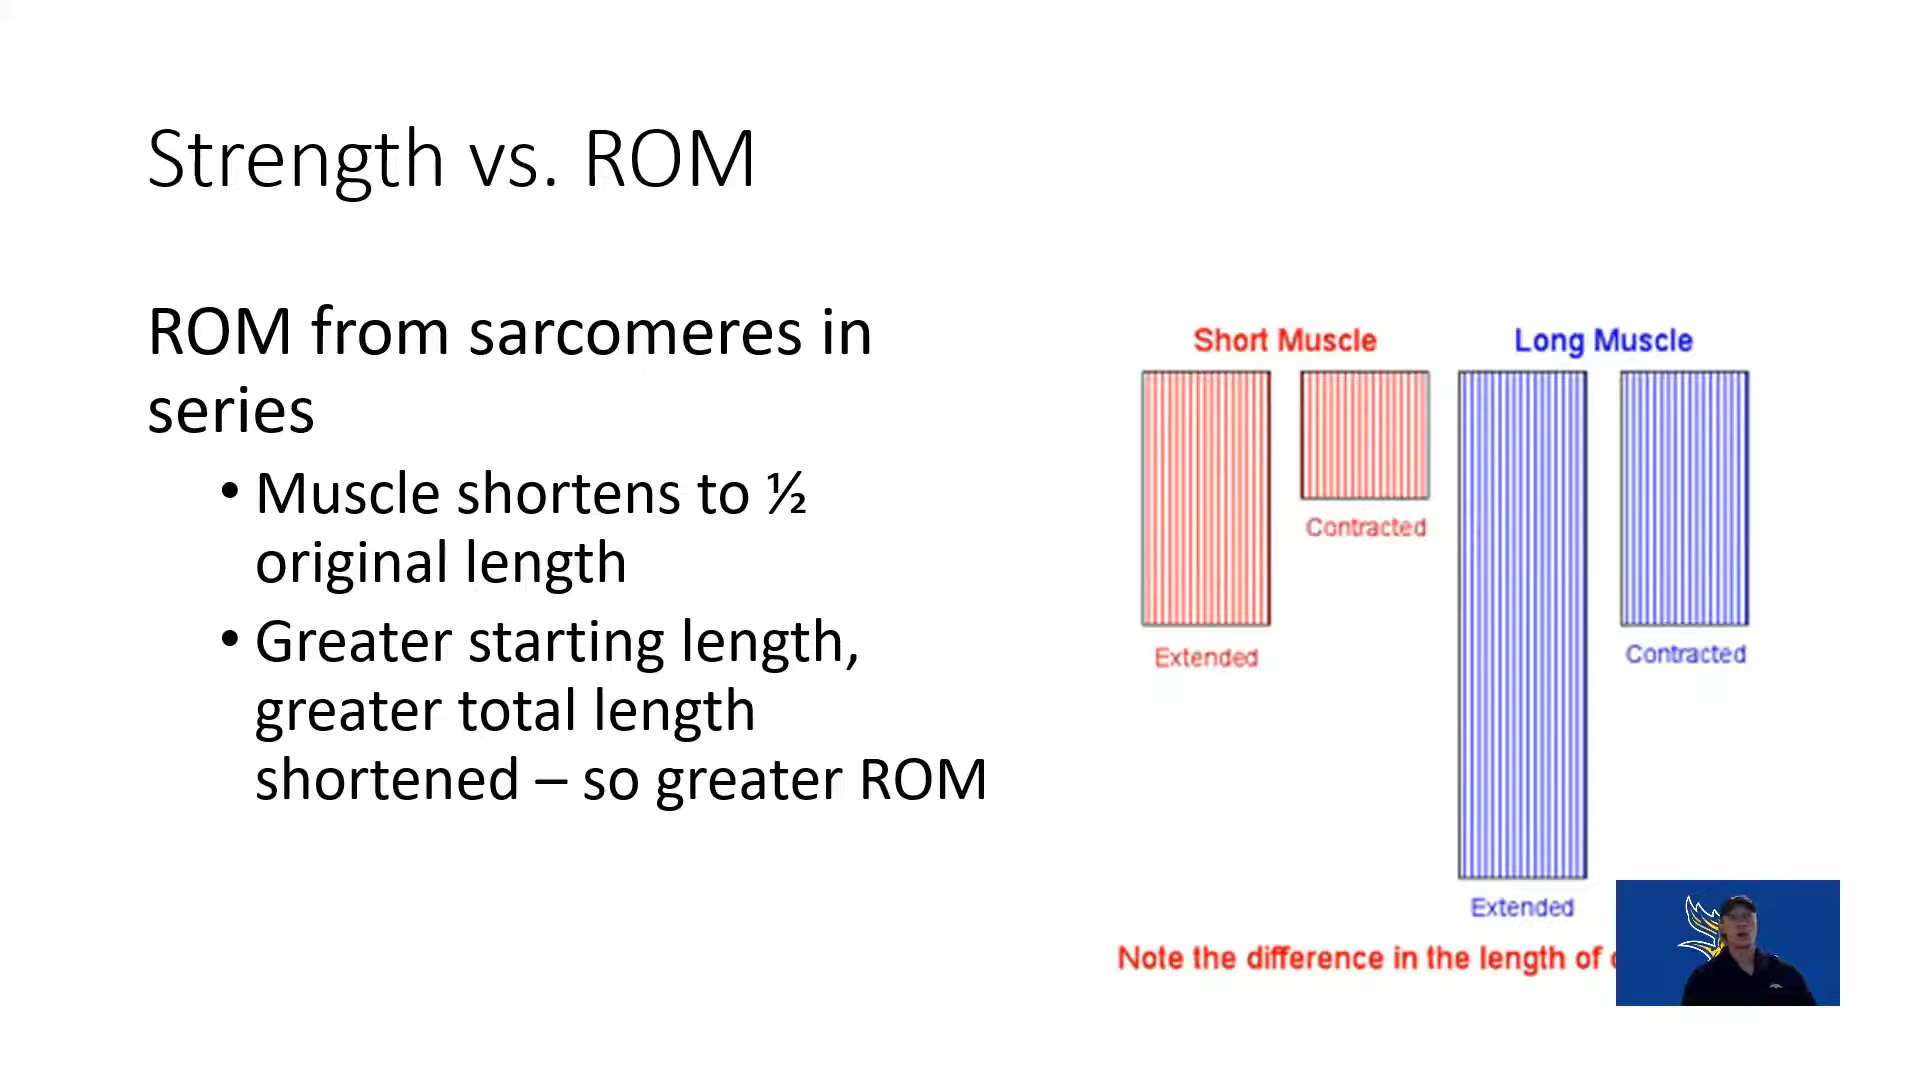 Strength vs. ROM
ROM from sarcomeres in
series
• Muscle shortens to ½
original length
• Greater starting length,
greater total length
shortened – so greater ROM
Short Muscle
Long Muscle
Contracted
Extended
Contracted
Extended
Note the difference in the length of